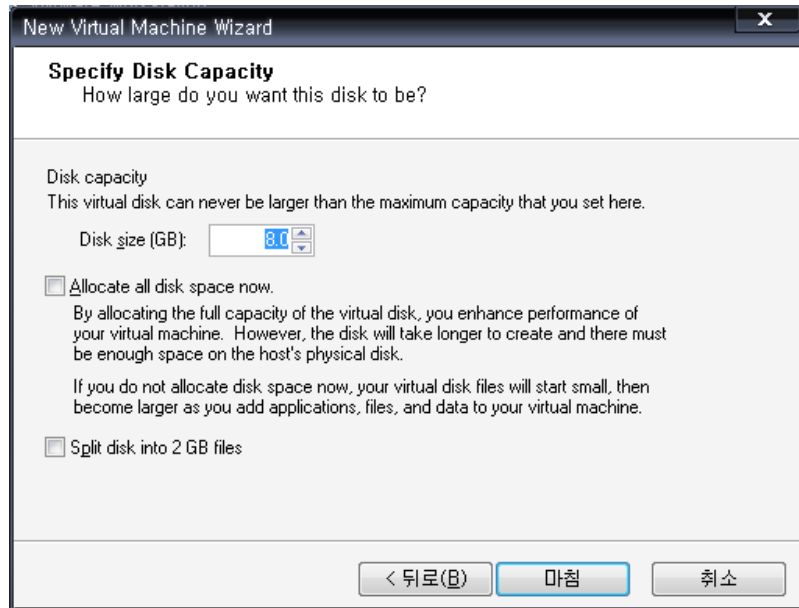 New Virtual Machine Wizard
x
Specify Disk Capacity
How large do you want this disk to be?
Disk capacity
This virtual disk can never be larger than the maximum capacity that you set here.
Disk size (GB): 8.0
Allocate all disk space now.
By allocating the full capacity of the virtual disk, you enhance performance of
your virtual machine. However, the disk will take longer to create and there must
be enough space on the host's physical disk.
If you do not allocate disk space now, your virtual disk files will start small, then
become larger as you add applications, files, and data to your virtual machine.
Split disk into 2 GB files
< 뒤로(B) 마침 취소